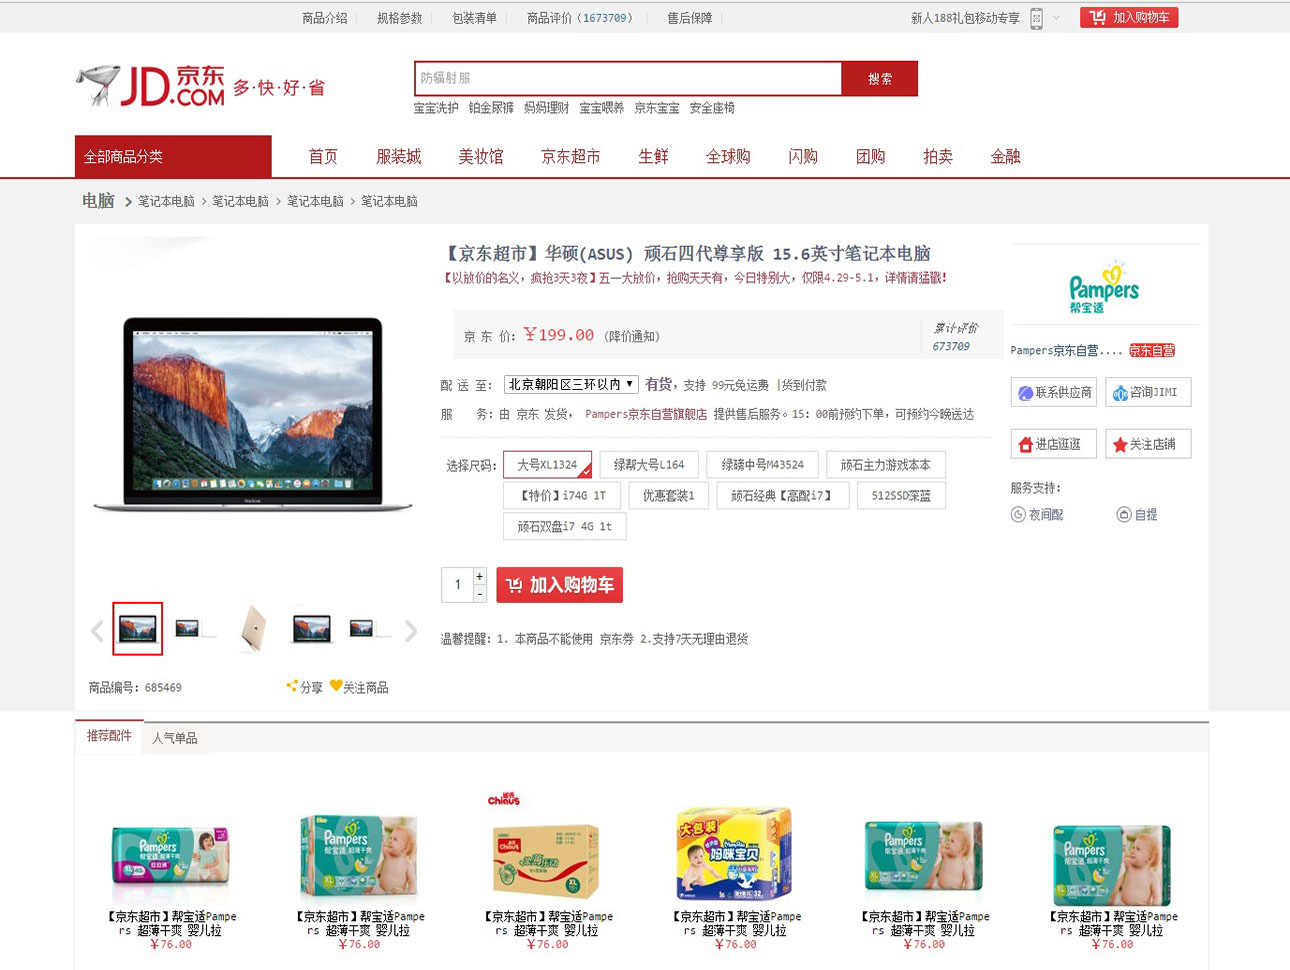 商品介绍 规格参数 包装清单 商品评价(1673709) 售后保障 新人188礼包移动专享 加入购物车
JD.COM 京东 多·快·好·省
防辐射服 搜索
宝宝洗护 铂金尿裤 妈妈理财 宝宝喂养 京东宝宝 安全座椅
全部商品分类 首页 服装城 美妆馆 京东超市 生鲜 全球购 闪购 团购 拍卖 金融
电脑 > 笔记本电脑 > 笔记本电脑 > 笔记本电脑 > 笔记本电脑
【京东超市】华硕(ASUS) 顽石四代尊享版 15.6英寸笔记本电脑
【以放价的名义，疯抢3天3夜】五一大放价，抢购天天有，今日特别大，仅限4.29-5.1，详情请猛戳!
京 东 价: ￥199.00 (降价通知)
累计评价
673709
配 送 至: 北京朝阳区三环以内 ▼ 有货，支持 99元免运费 |货到付款
服 务: 由 京东 发货， Pampers京东自营旗舰店 提供售后服务。15: 00前预约下单，可预约今晚送达
选择尺码: 大号XL1324 绿帮大号L164 绿磅中号M43524 顽石主力游戏本本
【特价】i74G 1T 优惠套装1 顽石经典【高配i7】 512SSD深蓝
顽石双盘i7 4G 1t
1 + -
加入购物车
温馨提醒: 1. 本商品不能使用 京东券 2.支持7天无理由退货
商品编号: 685469 分享 关注商品
Pampers
帮宝适
Pampers京东自营.... 京东自营
联系供应商 咨询JIMI
进店逛逛 关注店铺
服务支持:
夜间配 自提
推荐配件 人气单品
【京东超市】帮宝适Pampe
rs 超薄干爽 婴儿拉
￥76.00
【京东超市】帮宝适Pampe
rs 超薄干爽 婴儿拉
￥76.00
【京东超市】帮宝适Pampe
rs 超薄干爽 婴儿拉
￥76.00
【京东超市】帮宝适Pampe
rs 超薄干爽 婴儿拉
￥76.00
【京东超市】帮宝适Pampe
rs 超薄干爽 婴儿拉
￥76.00
【京东超市】帮宝适Pampe
rs 超薄干爽 婴儿拉
￥76.00